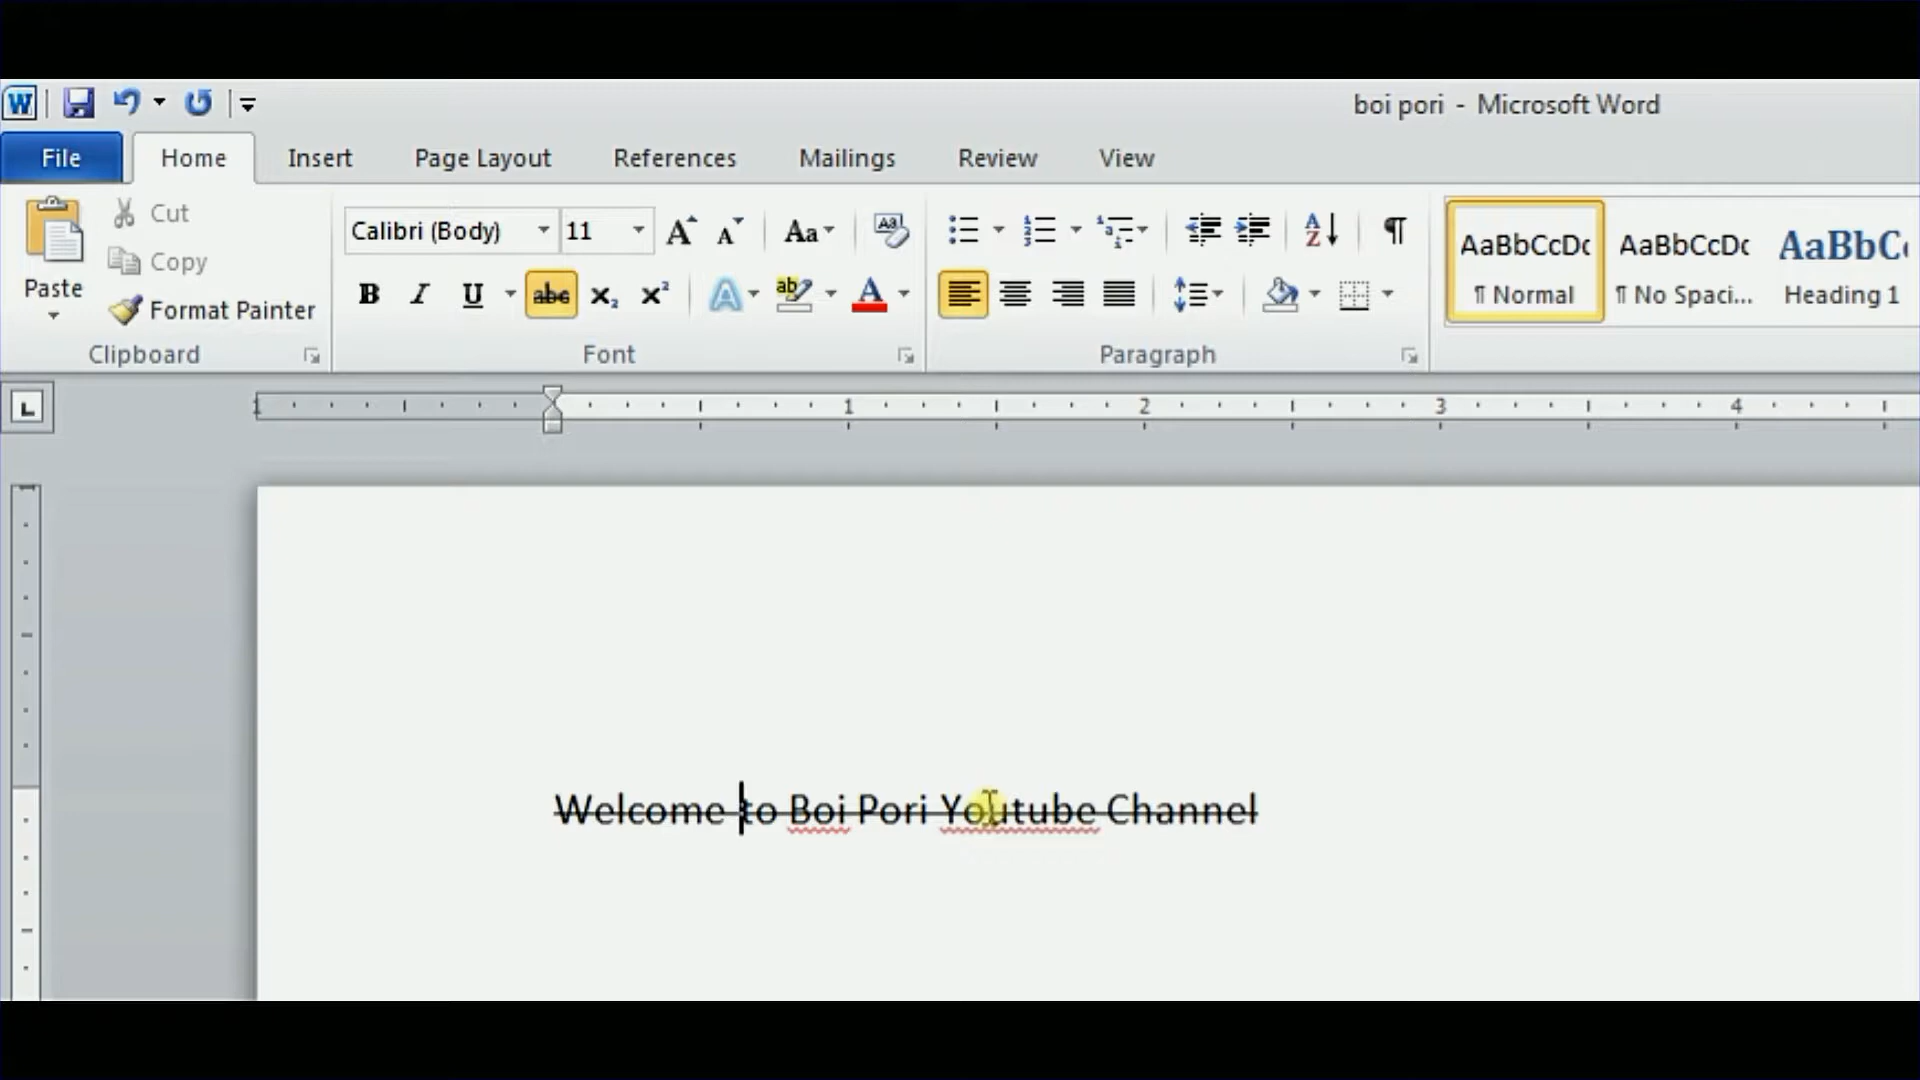 boi pori - Microsoft Word
File Home Insert Page Layout References Mailings Review View
Cut
Copy
Format Painter
Paste
Clipboard
Calibri (Body) 11
Font
Paragraph
AaBbCcDc AaBbCcDc AaBbC
¶ Normal ¶ No Spaci... Heading 1
1 1 2 3 4
Welcome to Boi Pori Youtube Channel